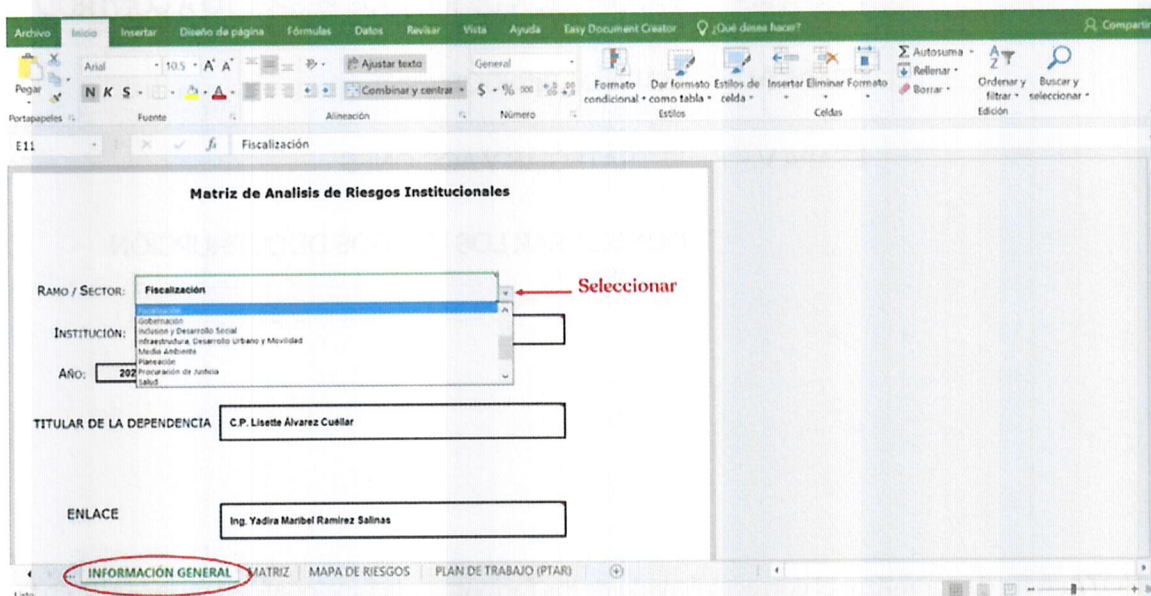 Archivo Inicio Insertar Diseño de página Fórmulas Datos Revisar Vista Ayuda Easy Document Creator ¿Qué desea hacer? Compartir
Arial 10.5 A A Ajustar texto General Σ Autosuma
Pegar N K S A Combinar y centrar $ % 000 Formato condicional Dar formato como tabla Estilos de celda Insertar Eliminar Formato Rellenar Borrar Ordenar y filtrar Buscar y seleccionar
Portapapeles Fuente Alineación Número Estilos Celdas Edición
E11 fx Fiscalización
Matriz de Analisis de Riesgos Institucionales
RAMO / SECTOR: Fiscalización Seleccionar
Fiscalización
Gobernación
INSTITUCIÓN: Inclusion y Desarrollo Social
Infraestructura, Desarrollo Urbano y Movilidad
Medio Ambiente
Planeación
AÑO: 202 Procuración de Justicia
Salud
TITULAR DE LA DEPENDENCIA C.P. Lisette Álvarez Cuéllar
ENLACE Ing. Yadira Maribel Ramírez Salinas
... INFORMACIÓN GENERAL MATRIZ MAPA DE RIESGOS PLAN DE TRABAJO (PTAR)
Listo